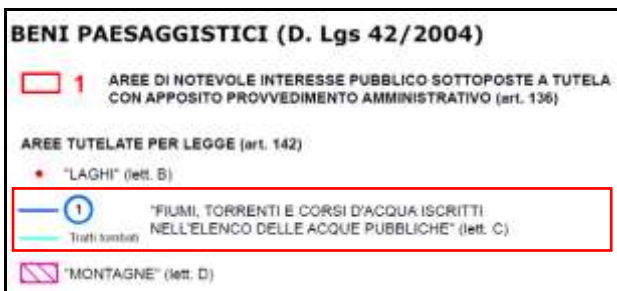 BENI PAESAGGISTICI (D. Lgs 42/2004)
1 AREE DI NOTEVOLE INTERESSE PUBBLICO SOTTOPOSTE A TUTELA
CON APPOSITO PROVVEDIMENTO AMMINISTRATIVO (art. 136)
AREE TUTELATE PER LEGGE (art. 142)
"LAGHI" (lett. B)
1 "FIUMI, TORRENTI E CORSI D'ACQUA ISCRITTI
Tratti tombati NELL'ELENCO DELLE ACQUE PUBBLICHE" (lett. C)
"MONTAGNE" (lett. D)